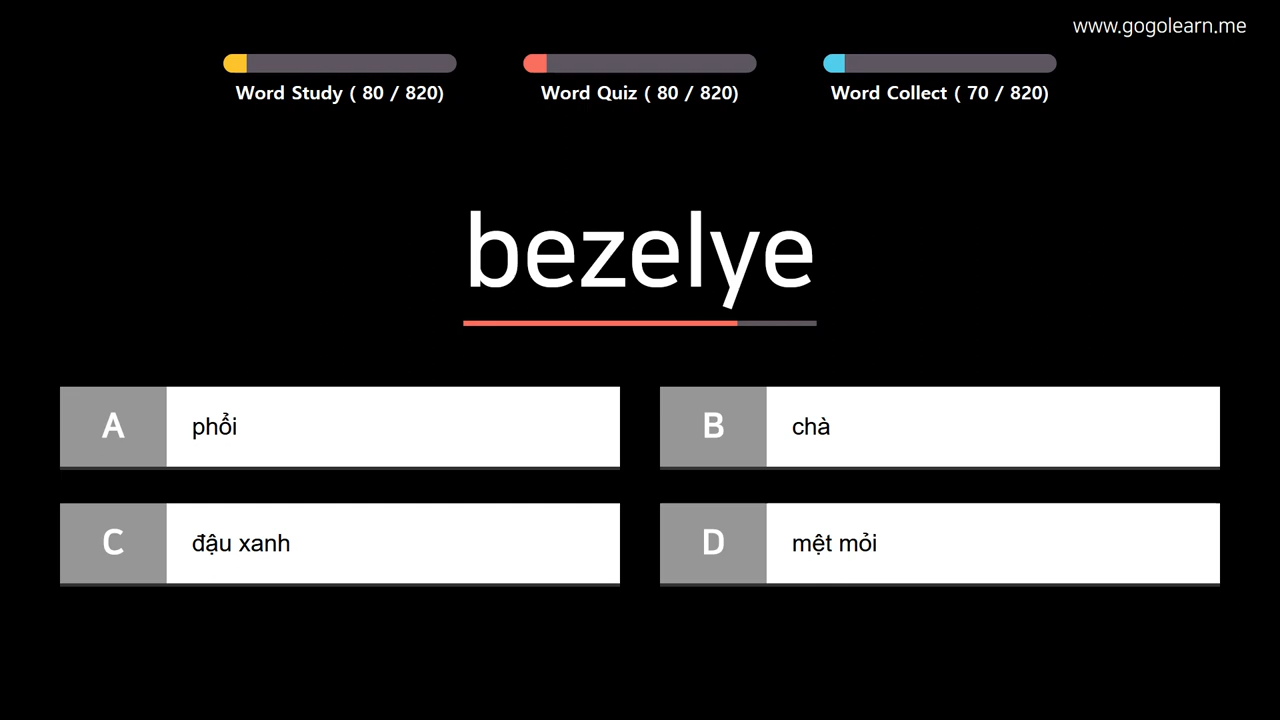 www.gogolearn.me
Word Study ( 80 / 820)
Word Quiz ( 80 / 820)
Word Collect ( 70 / 820)
bezelye
A phổi
B chà
C đậu xanh
D mệt mỏi